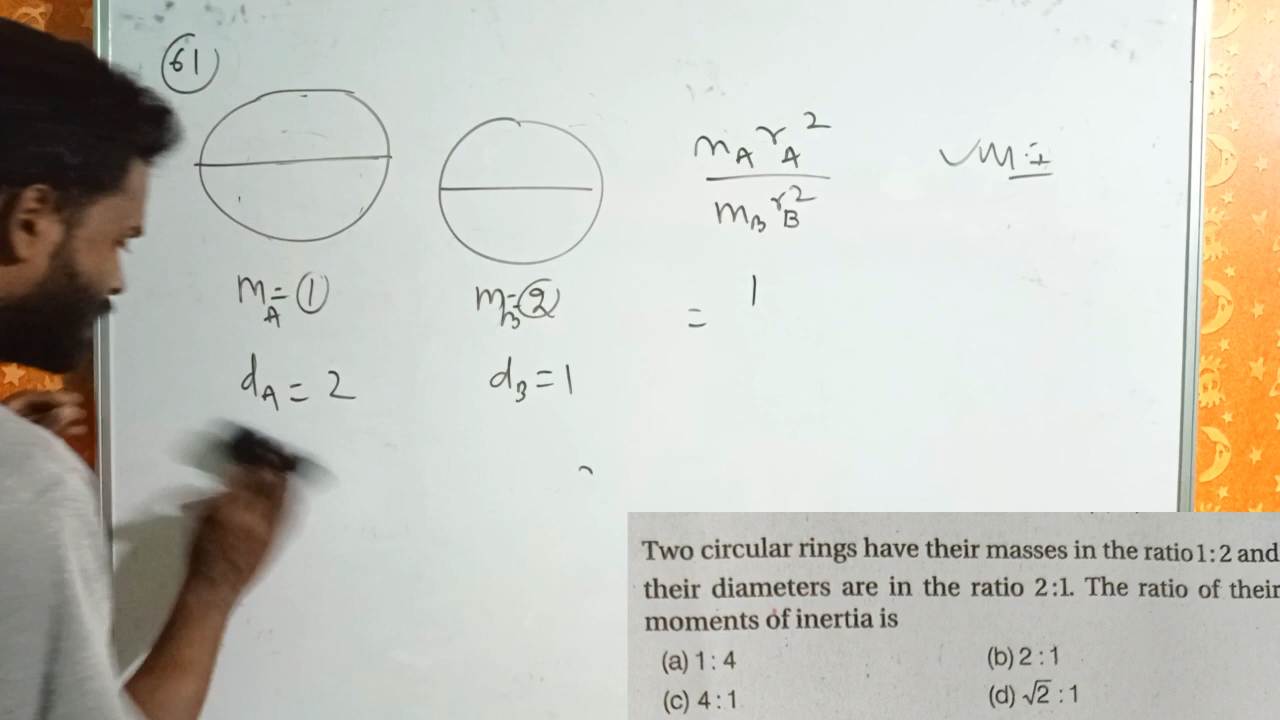 61
m_A r_A^2
m_B r_B^2
m_A = 1
m_B = 2
= 1
d_A = 2
d_B = 1
Two circular rings have their masses in the ratio 1:2 and
their diameters are in the ratio 2:1. The ratio of their
moments of inertia is
(a) 1 : 4
(b) 2 : 1
(c) 4 : 1
(d) √2 : 1